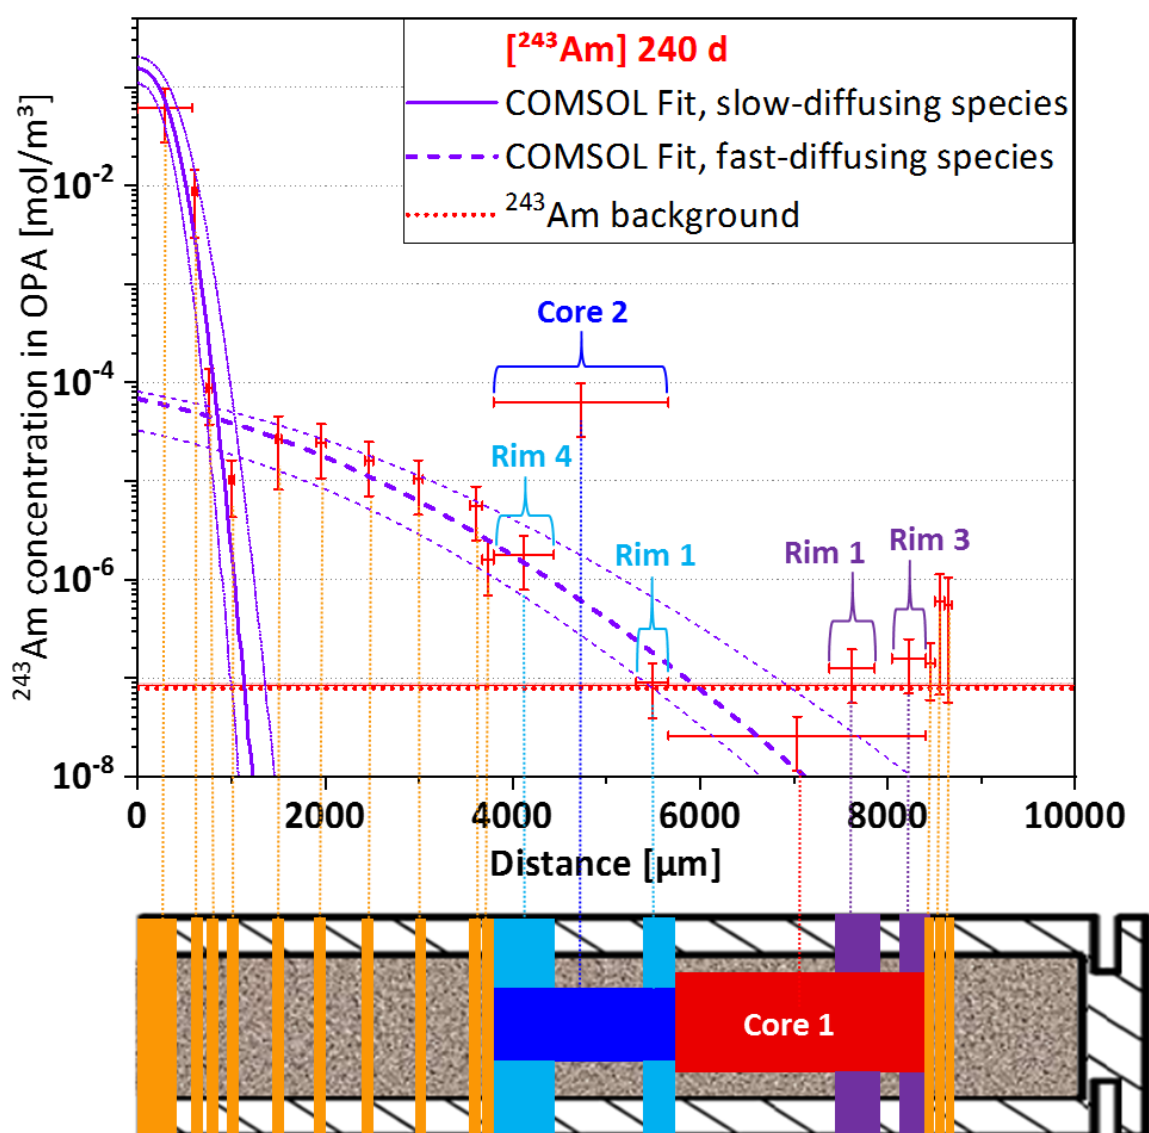 [²⁴³Am] 240 d
COMSOL Fit, slow-diffusing species
COMSOL Fit, fast-diffusing species
²⁴³Am background
²⁴³Am concentration in OPA [mol/m³]
10⁻²
10⁻⁴
10⁻⁶
10⁻⁸
Core 2
Rim 4
Rim 1
Rim 1
Rim 3
0
2000
4000
6000
8000
10000
Distance [µm]
Core 1